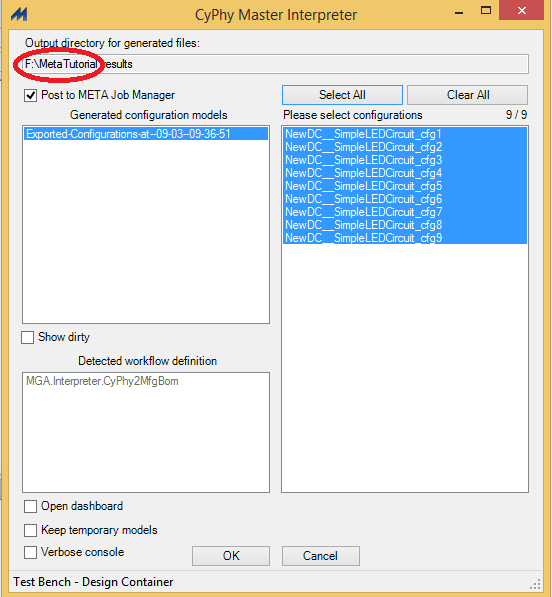 CyPhy Master Interpreter
Output directory for generated files:
F:\MetaTutorial\results
Post to META Job Manager
Select All
Clear All
Generated configuration models
Please select configurations
9 / 9
Exported-Configurations-at--09-03--09-36-51
NewDC__SimpleLEDCircuit_cfg1
NewDC__SimpleLEDCircuit_cfg2
NewDC__SimpleLEDCircuit_cfg3
NewDC__SimpleLEDCircuit_cfg4
NewDC__SimpleLEDCircuit_cfg5
NewDC__SimpleLEDCircuit_cfg6
NewDC__SimpleLEDCircuit_cfg7
NewDC__SimpleLEDCircuit_cfg8
NewDC__SimpleLEDCircuit_cfg9
Show dirty
Detected workflow definition
MGA.Interpreter.CyPhy2MfgBom
Open dashboard
Keep temporary models
Verbose console
OK
Cancel
Test Bench - Design Container